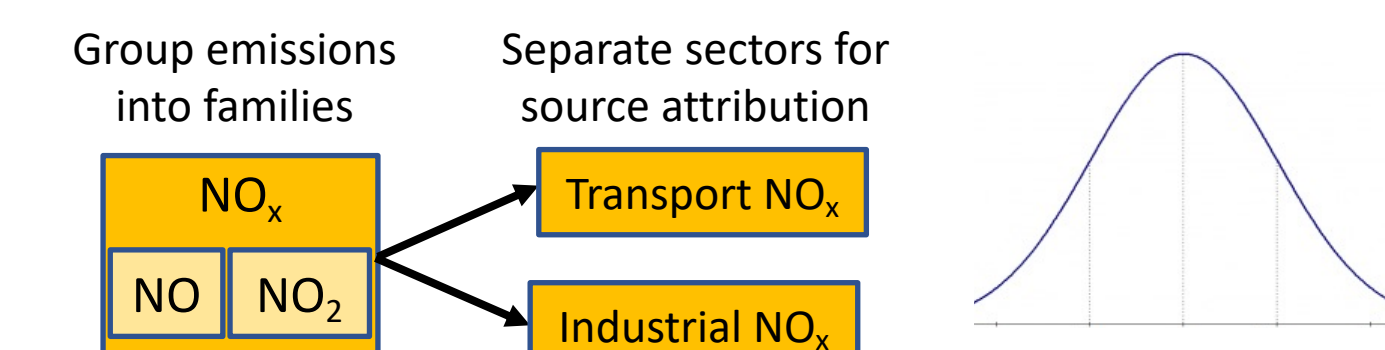 Group emissions
into families
Separate sectors for
source attribution
NOₓ
NO
NO₂
Transport NOₓ
Industrial NOₓ